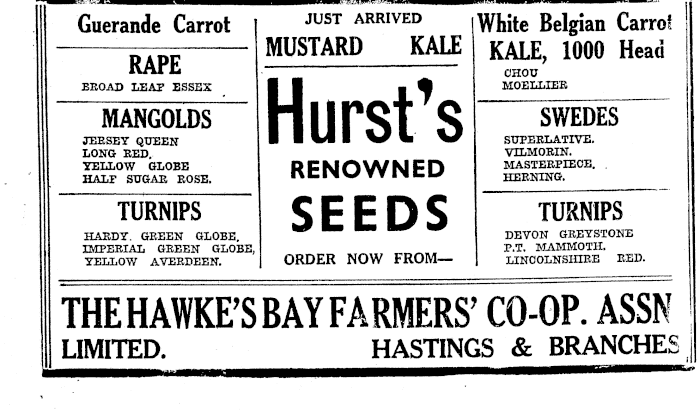 Guerande Carrot
RAPE
BROAD LEAF ESSEX
MANGOLDS
JERSEY QUEEN
LONG RED.
YELLOW GLOBE
HALF SUGAR ROSE.
TURNIPS
HARDY. GREEN GLOBE,
IMPERIAL GREEN GLOBE,
YELLOW AVERDEEN.
JUST ARRIVED
MUSTARD KALE
Hurst's
RENOWNED
SEEDS
ORDER NOW FROM—
White Belgian Carrot
KALE, 1000 Head
CHOU
MOELLIER
SWEDES
SUPERLATIVE.
VILMORIN.
MASTERPIECE,
HERNING.
TURNIPS
DEVON GREYSTONE
P.T. MAMMOTH.
LINCOLNSHIRE RED.
THE HAWKE'S BAY FARMERS' CO-OP. ASSN
LIMITED. HASTINGS & BRANCHES